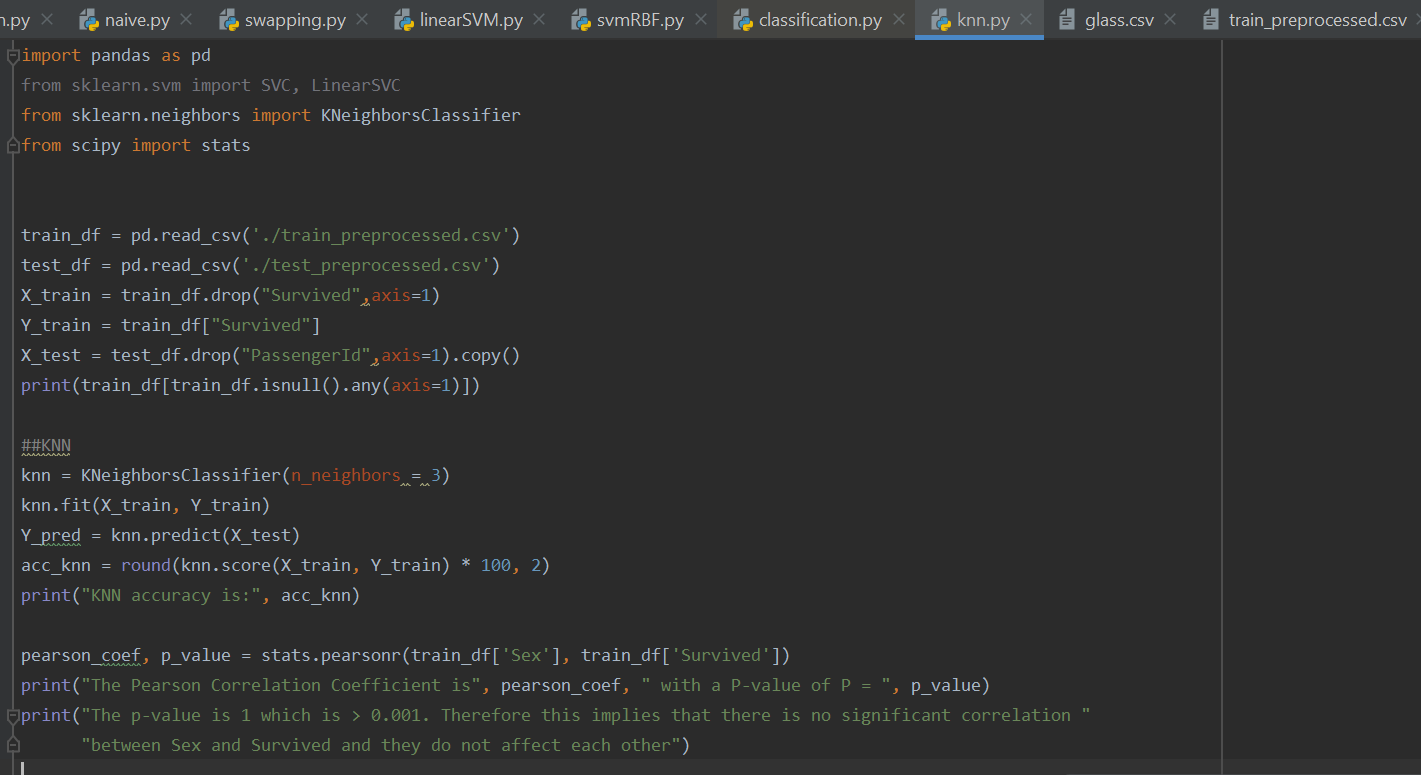 n.py naive.py swapping.py linearSVM.py svmRBF.py classification.py knn.py glass.csv train_preprocessed.csv
import pandas as pd
from sklearn.svm import SVC, LinearSVC
from sklearn.neighbors import KNeighborsClassifier
from scipy import stats
train_df = pd.read_csv('./train_preprocessed.csv')
test_df = pd.read_csv('./test_preprocessed.csv')
X_train = train_df.drop("Survived",axis=1)
Y_train = train_df["Survived"]
X_test = test_df.drop("PassengerId",axis=1).copy()
print(train_df[train_df.isnull().any(axis=1)])
##KNN
knn = KNeighborsClassifier(n_neighbors = 3)
knn.fit(X_train, Y_train)
Y_pred = knn.predict(X_test)
acc_knn = round(knn.score(X_train, Y_train) * 100, 2)
print("KNN accuracy is:", acc_knn)
pearson_coef, p_value = stats.pearsonr(train_df['Sex'], train_df['Survived'])
print("The Pearson Correlation Coefficient is", pearson_coef, " with a P-value of P = ", p_value)
print("The p-value is 1 which is > 0.001. Therefore this implies that there is no significant correlation "
"between Sex and Survived and they do not affect each other")